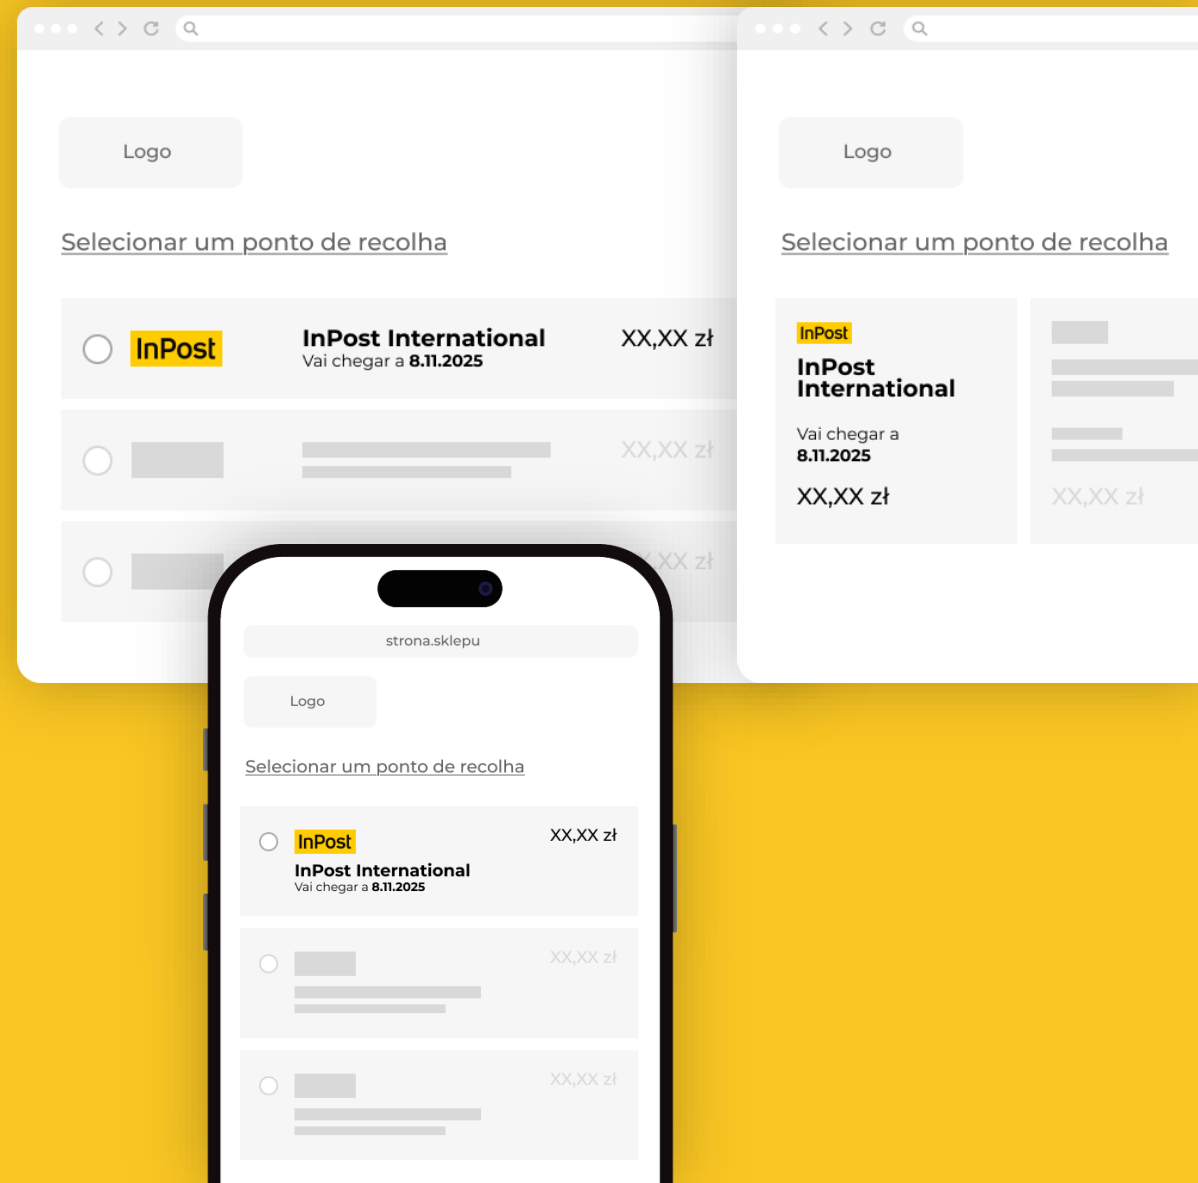 Logo
Selecionar um ponto de recolha
InPost
InPost International
XX,XX zł
Vai chegar a 8.11.2025
XX,XX zł
XX,XX zł
Logo
Selecionar um ponto de recolha
InPost
InPost
International
Vai chegar a
8.11.2025
XX,XX zł
XX,XX zł
strona.sklepu
Logo
Selecionar um ponto de recolha
InPost
XX,XX zł
InPost International
Vai chegar a 8.11.2025
XX,XX zł
XX,XX zł